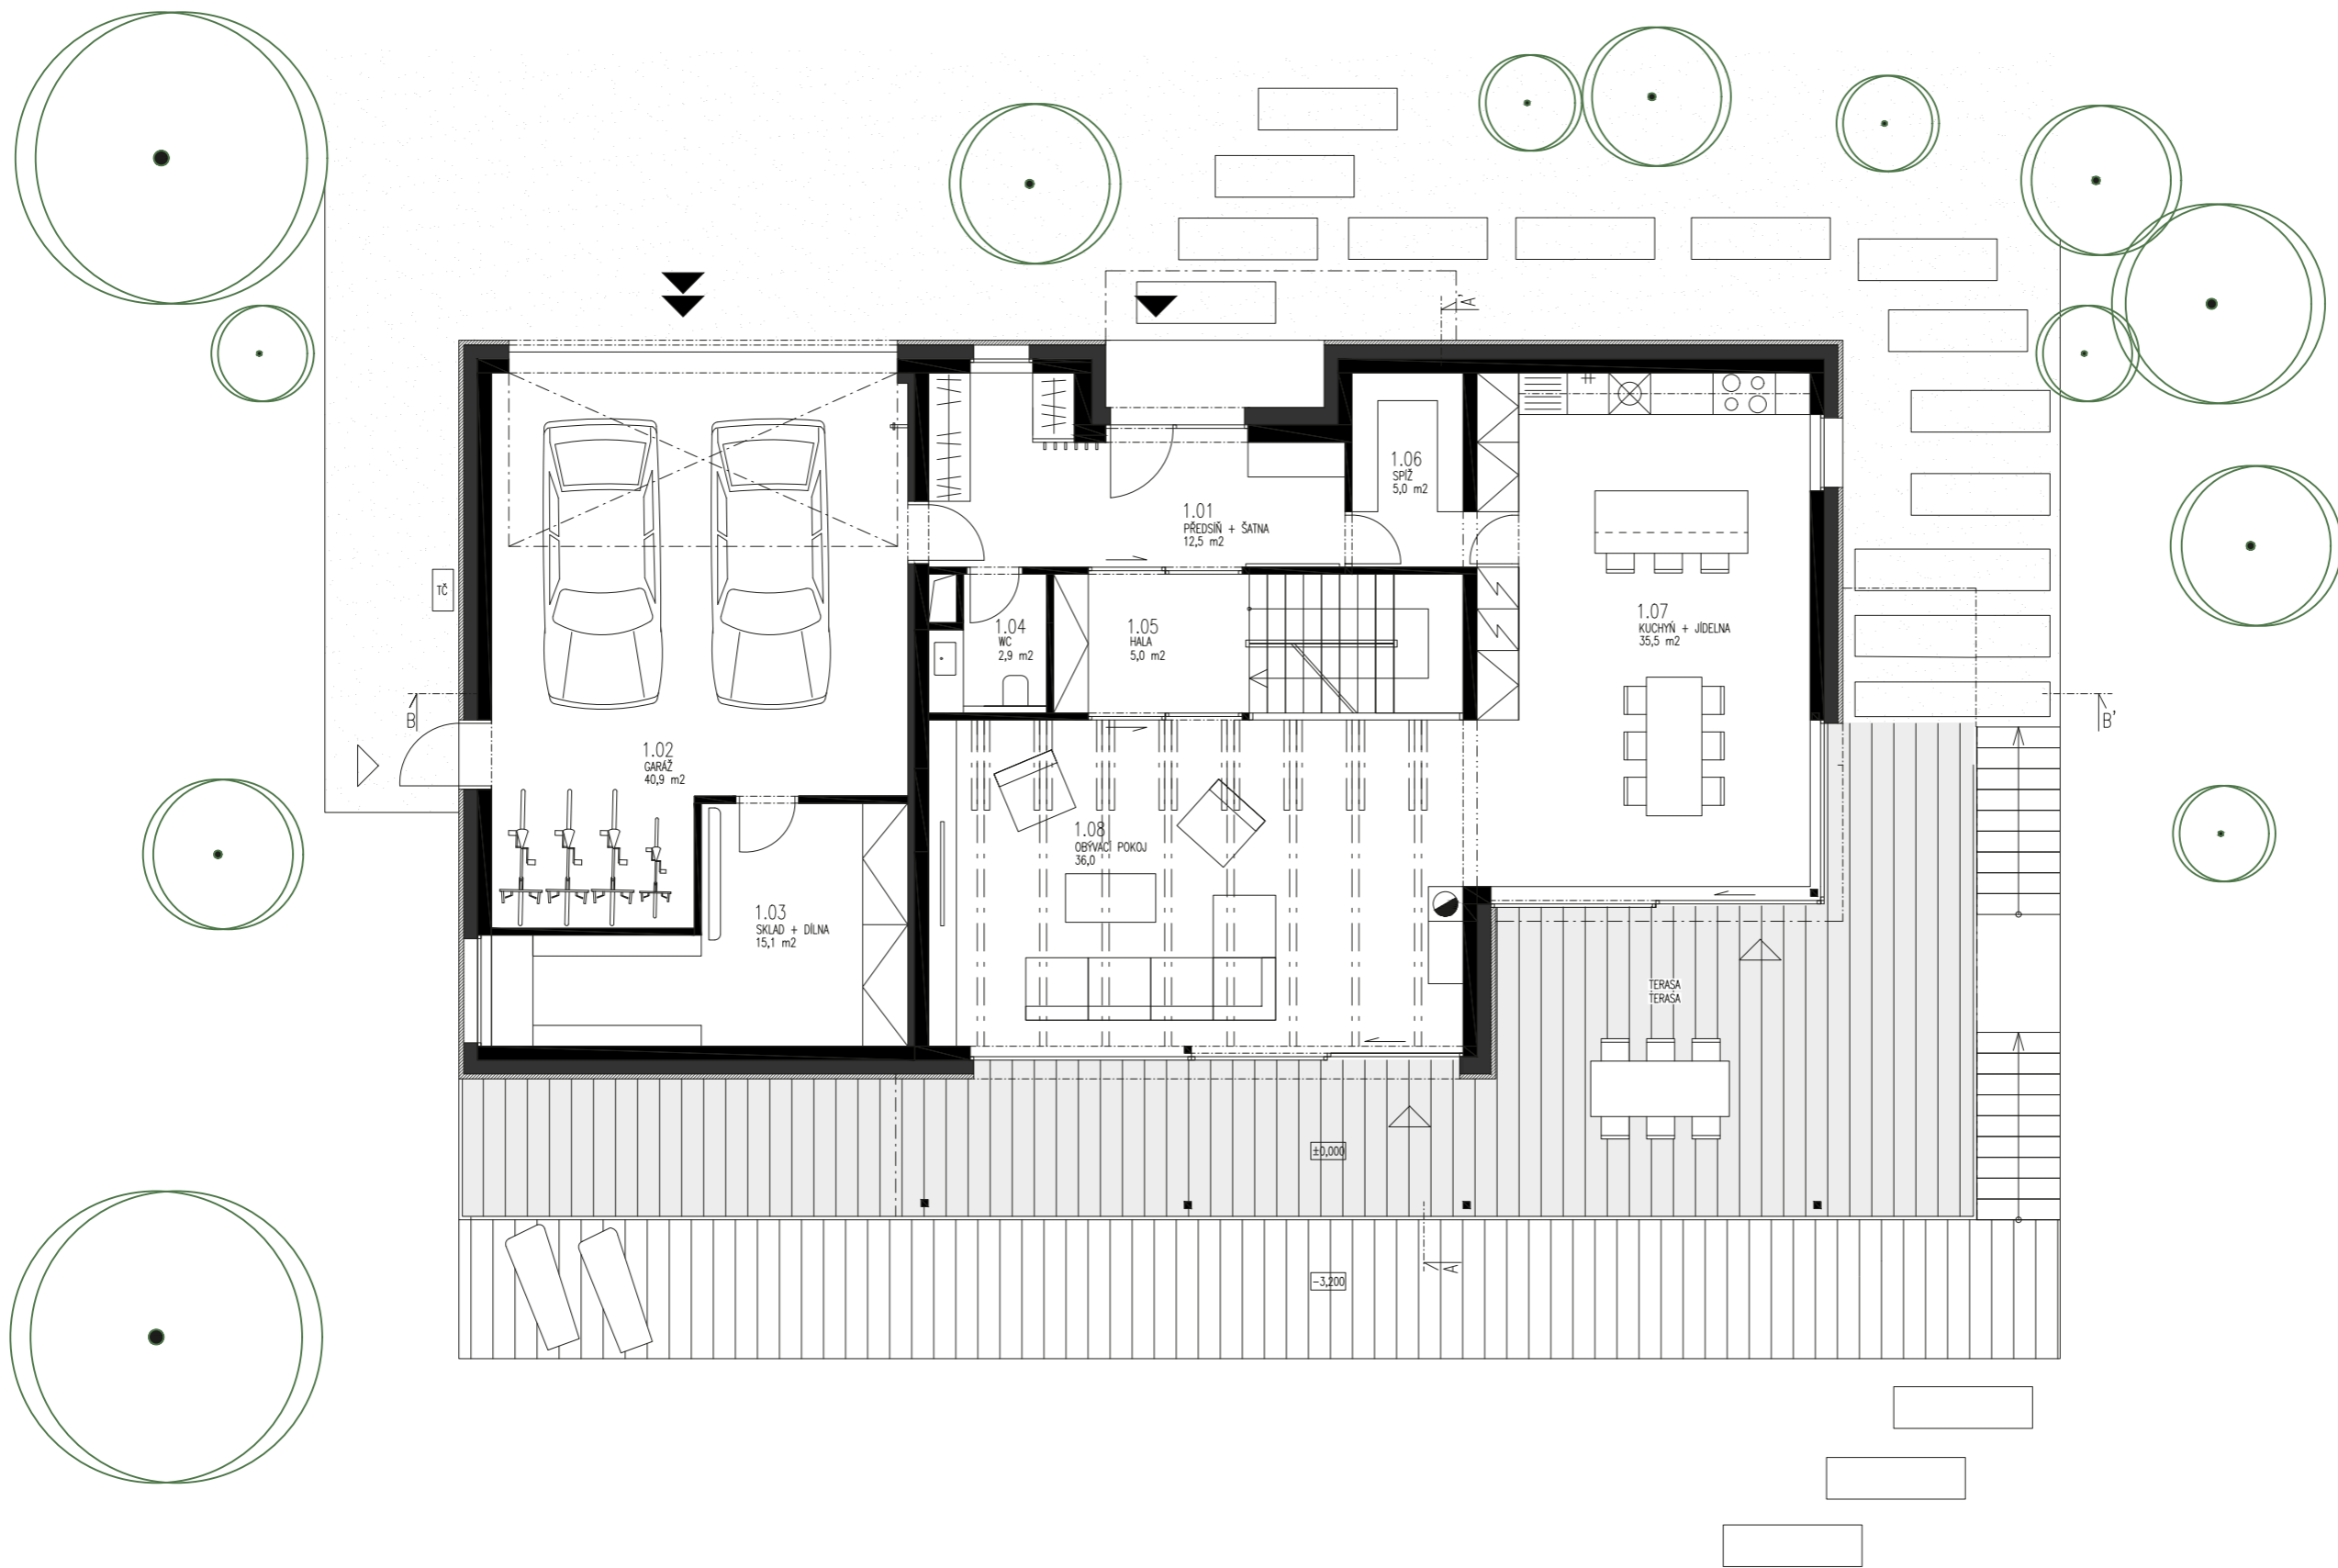 A'
1.06
SPÍŽ
5,0 m2
1.01
PŘEDSÍŇ + ŠATNA
12,5 m2
TČ
1.04
WC
2,9 m2
1.05
HALA
5,0 m2
1.07
KUCHYŇ + JÍDELNA
35,5 m2
B
B'
1.02
GARÁŽ
40,9 m2
1.08
OBÝVACÍ POKOJ
36,0
1.03
SKLAD + DÍLNA
15,1 m2
TERASA
TERASA
±0,000
A
-3,200